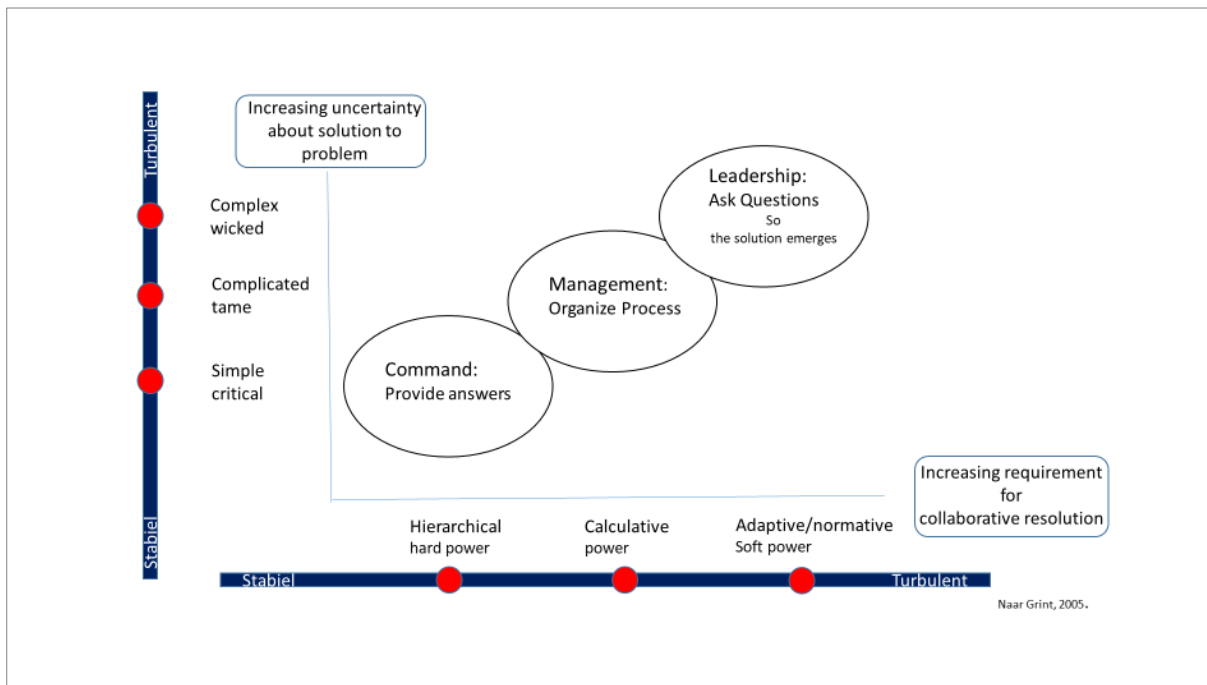 Increasing uncertainty
about solution to
problem
Turbulent
Complex
wicked
Complicated
tame
Simple
critical
Stabiel
Leadership:
Ask Questions
So
the solution emerges
Management:
Organize Process
Command:
Provide answers
Increasing requirement
for
collaborative resolution
Hierarchical
hard power
Calculative
power
Adaptive/normative
Soft power
Stabiel
Turbulent
Naar Grint, 2005.